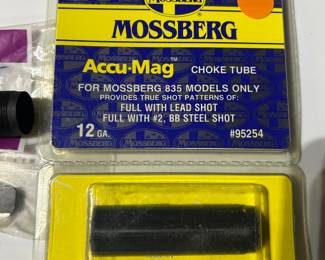 MOSSBERG
MOSSBERG
Accu-Mag™ CHOKE TUBE
FOR MOSSBERG 835 MODELS ONLY
PROVIDES TRUE SHOT PATTERNS OF:
FULL WITH LEAD SHOT
FULL WITH #2, BB STEEL SHOT
12 GA. #95254